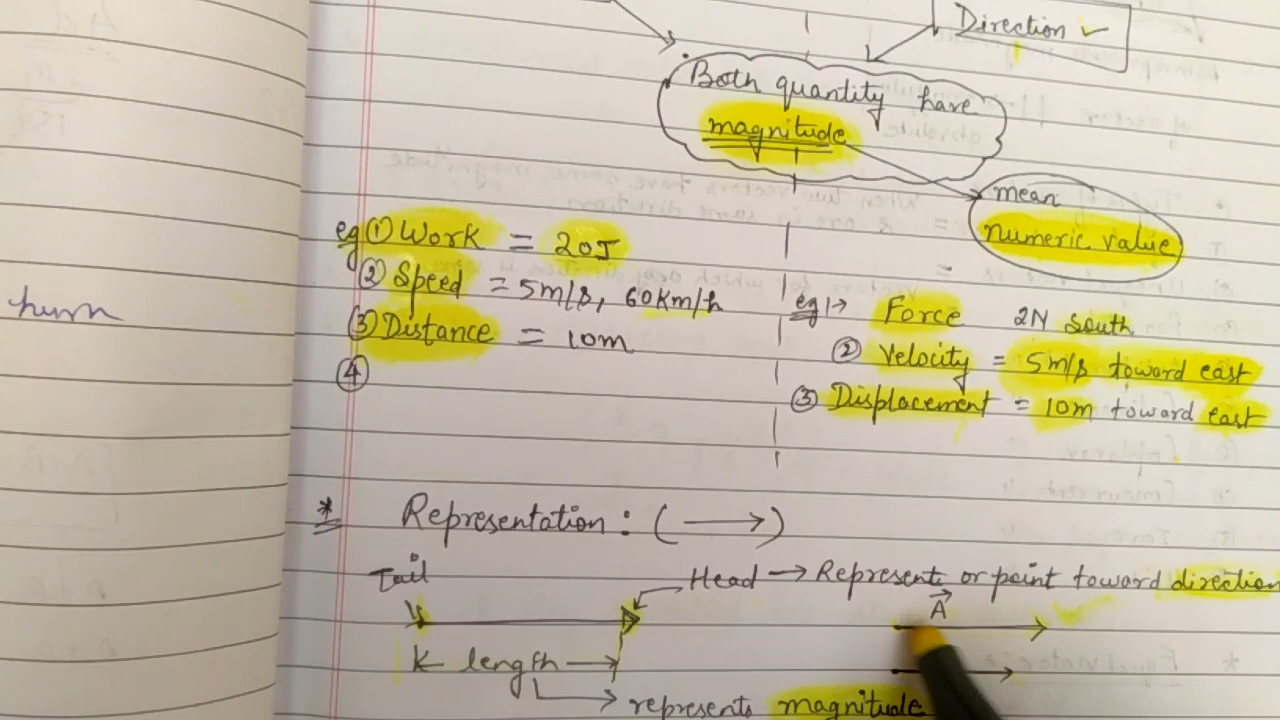 Direction ✓
Both quantity have
magnitude
mean
numeric value
eg ① Work = 20J
② Speed = 5m/s, 60km/h
③ Distance = 10m
④
eg 1→ Force 2N South
② Velocity = 5m/s toward east
③ Displacement = 10m toward east
* Representation: (⟶)
Tail
Head → Represents or point toward direction
A
length
represents magnitude